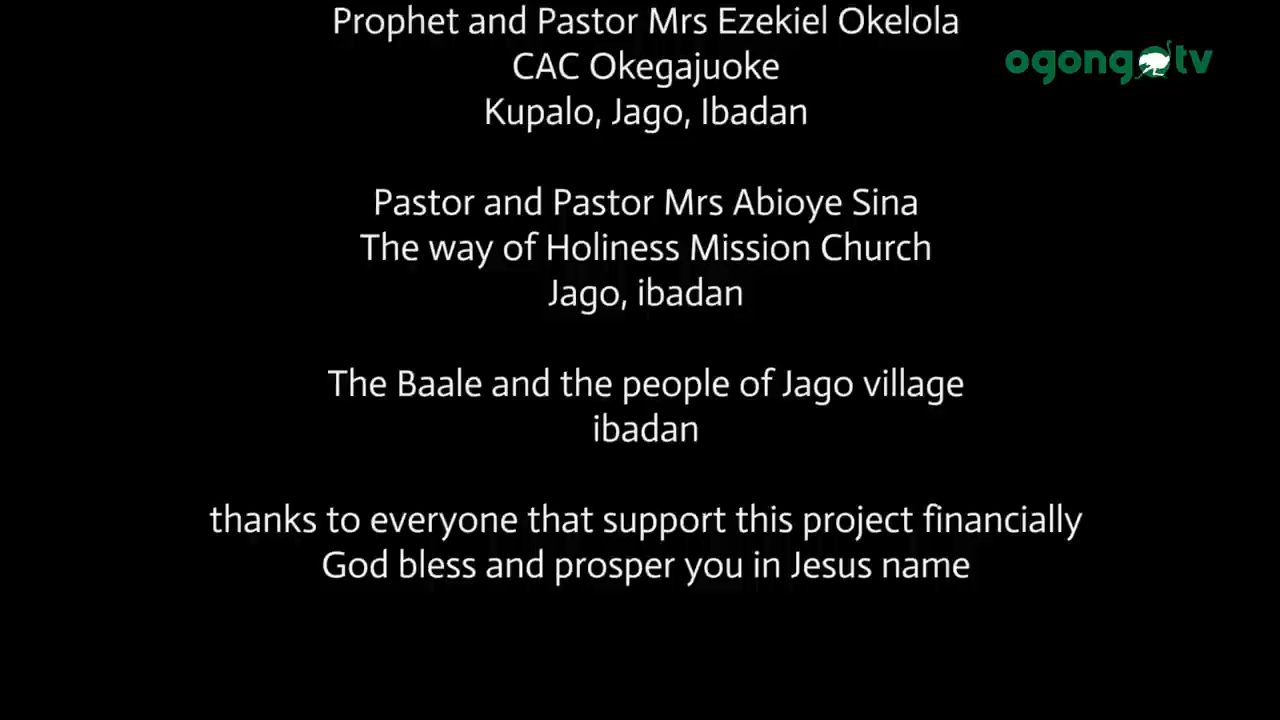 Prophet and Pastor Mrs Ezekiel Okelola
ogongo tv
CAC Okegajuoke
Kupalo, Jago, Ibadan
Pastor and Pastor Mrs Abioye Sina
The way of Holiness Mission Church
Jago, ibadan
The Baale and the people of Jago village
ibadan
thanks to everyone that support this project financially
God bless and prosper you in Jesus name